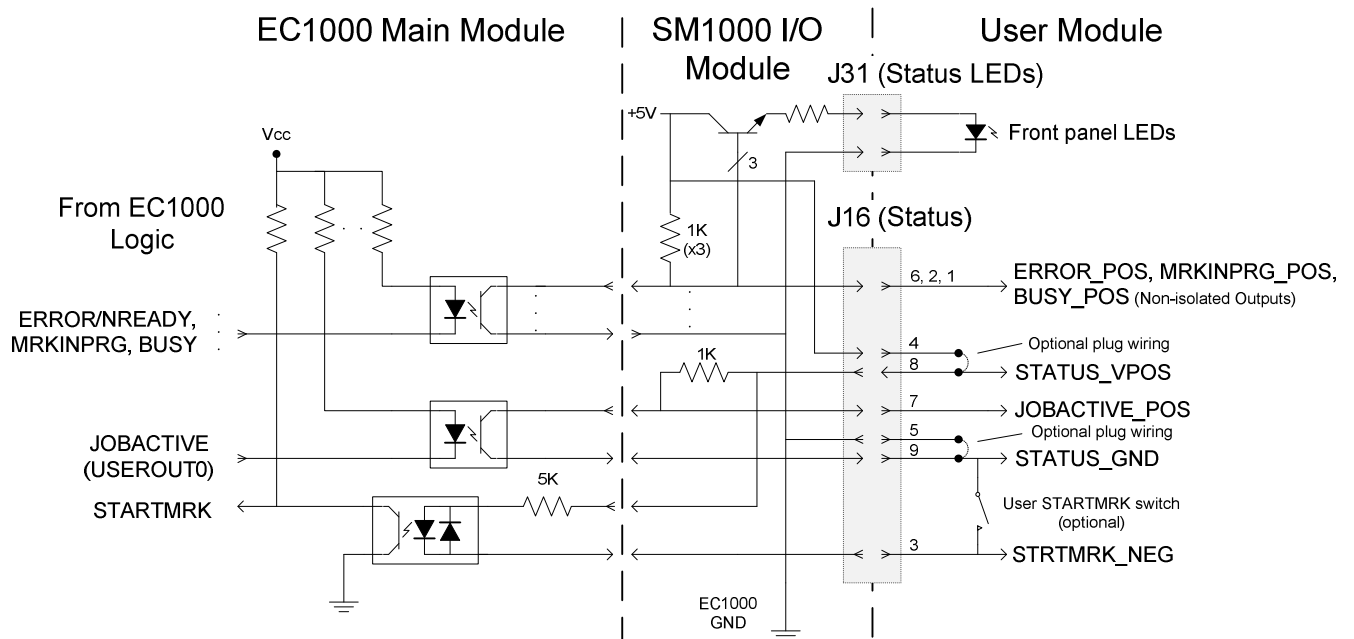 EC1000 Main Module
SM1000 I/O
Module
User Module
J31 (Status LEDs)
+5V
Front panel LEDs
Vcc
3
From EC1000
Logic
J16 (Status)
1K
(x3)
6, 2, 1
ERROR_POS, MRKINPRG_POS,
BUSY_POS (Non-isolated Outputs)
ERROR/NREADY,
MRKINPRG, BUSY
4
Optional plug wiring
1K
8
STATUS_VPOS
7
JOBACTIVE_POS
5
Optional plug wiring
JOBACTIVE
(USEROUT0)
9
STATUS_GND
5K
STARTMRK
User STARTMRK switch
(optional)
3
STRTMRK_NEG
EC1000
GND